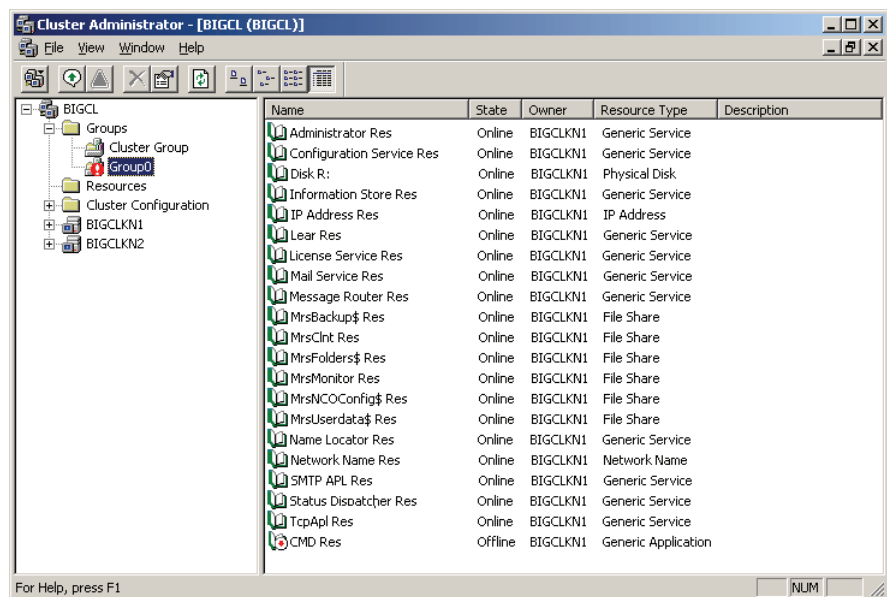 Cluster Administrator - [BIGCL (BIGCL)]
File View Window Help
BIGCL
Groups
Cluster Group
Group0
Resources
Cluster Configuration
BIGCLKN1
BIGCLKN2
Name State Owner Resource Type Description
Administrator Res Online BIGCLKN1 Generic Service
Configuration Service Res Online BIGCLKN1 Generic Service
Disk R: Online BIGCLKN1 Physical Disk
Information Store Res Online BIGCLKN1 Generic Service
IP Address Res Online BIGCLKN1 IP Address
Lear Res Online BIGCLKN1 Generic Service
License Service Res Online BIGCLKN1 Generic Service
Mail Service Res Online BIGCLKN1 Generic Service
Message Router Res Online BIGCLKN1 Generic Service
MrsBackup$ Res Online BIGCLKN1 File Share
MrsClnt Res Online BIGCLKN1 File Share
MrsFolders$ Res Online BIGCLKN1 File Share
MrsMonitor Res Online BIGCLKN1 File Share
MrsNCOConfig$ Res Online BIGCLKN1 File Share
MrsUserdata$ Res Online BIGCLKN1 File Share
Name Locator Res Online BIGCLKN1 Generic Service
Network Name Res Online BIGCLKN1 Network Name
SMTP APL Res Online BIGCLKN1 Generic Service
Status Dispatcher Res Online BIGCLKN1 Generic Service
TcpApl Res Online BIGCLKN1 Generic Service
CMD Res Offline BIGCLKN1 Generic Application
For Help, press F1
NUM